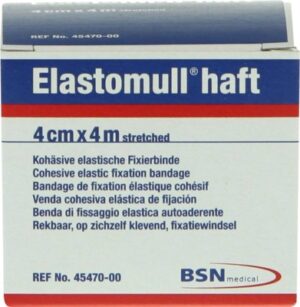 REF No. 45470-00
Elastomull® haft
4 cm x 4 m stretched
Kohäsive elastische Fixierbinde
Cohesive elastic fixation bandage
Bandage de fixation élastique cohésif
Venda cohesiva elástica de fijación
Benda di fissaggio elastica autoaderente
Rekbaar, op zichzelf klevend, fixatiewindsel
REF No. 45470-00
BSN medical